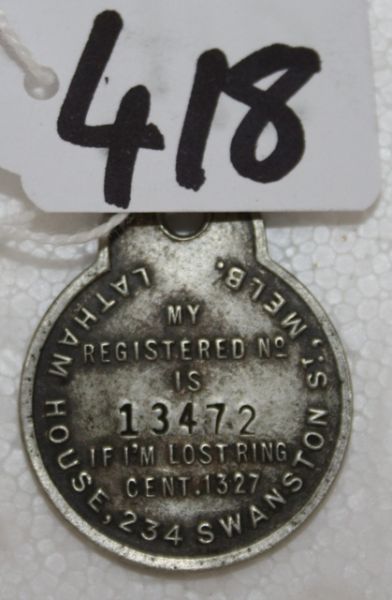 418
LATHAM HOUSE, 234 SWANSTON ST MELB.
MY
REGISTERED No
IS
13472
IF I'M LOST RING
CENT. 1327